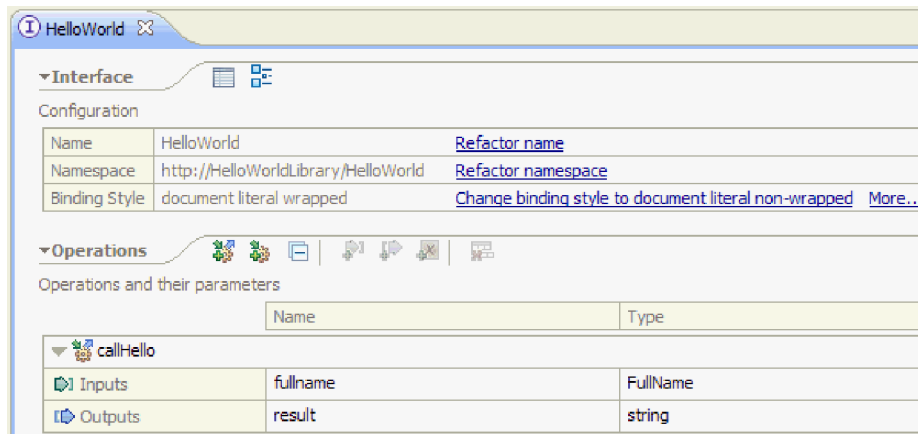 HelloWorld
Interface
Configuration
Name HelloWorld Refactor name
Namespace http://HelloWorldLibrary/HelloWorld Refactor namespace
Binding Style document literal wrapped Change binding style to document literal non-wrapped More..
Operations
Operations and their parameters
Name Type
callHello
Inputs fullname FullName
Outputs result string